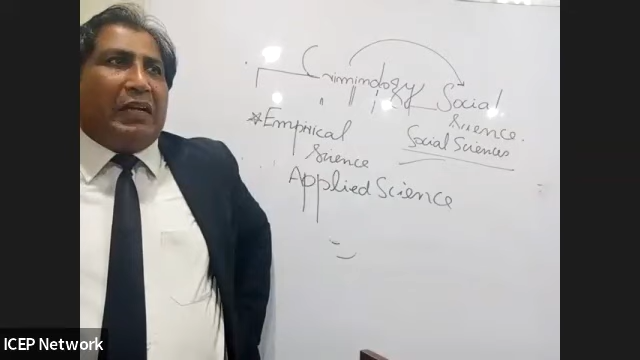 Criminology
Social
Science.
*Empirical
Science
Social Sciences
Applied Science
ICEP Network